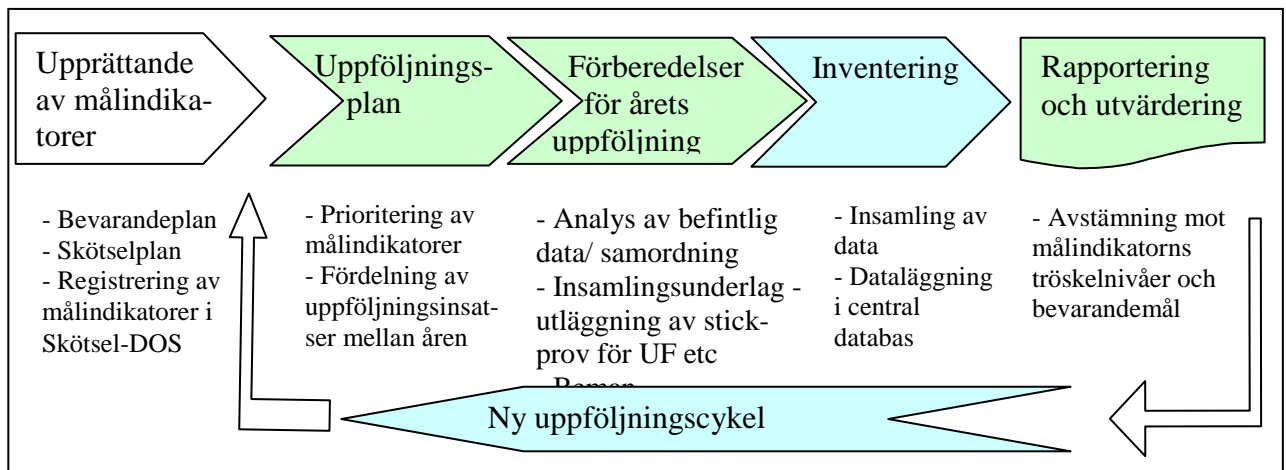 Upprättande
av målindika-
torer
Uppföljnings-
plan
Förberedelser
för årets
uppföljning
Inventering
Rapportering
och utvärdering
- Bevarandeplan
- Skötselplan
- Registrering av
målindikatorer i
Skötsel-DOS
- Prioritering av
målindikatorer
- Fördelning av
uppföljningsinsat-
ser mellan åren
- Analys av befintlig
data/ samordning
- Insamlingsunderlag -
utläggning av stick-
prov för UF etc
- Insamling av
data
- Dataläggning
i central
databas
- Avstämning mot
målindikatorns
tröskelnivåer och
bevarandemål
Ny uppföljningscykel